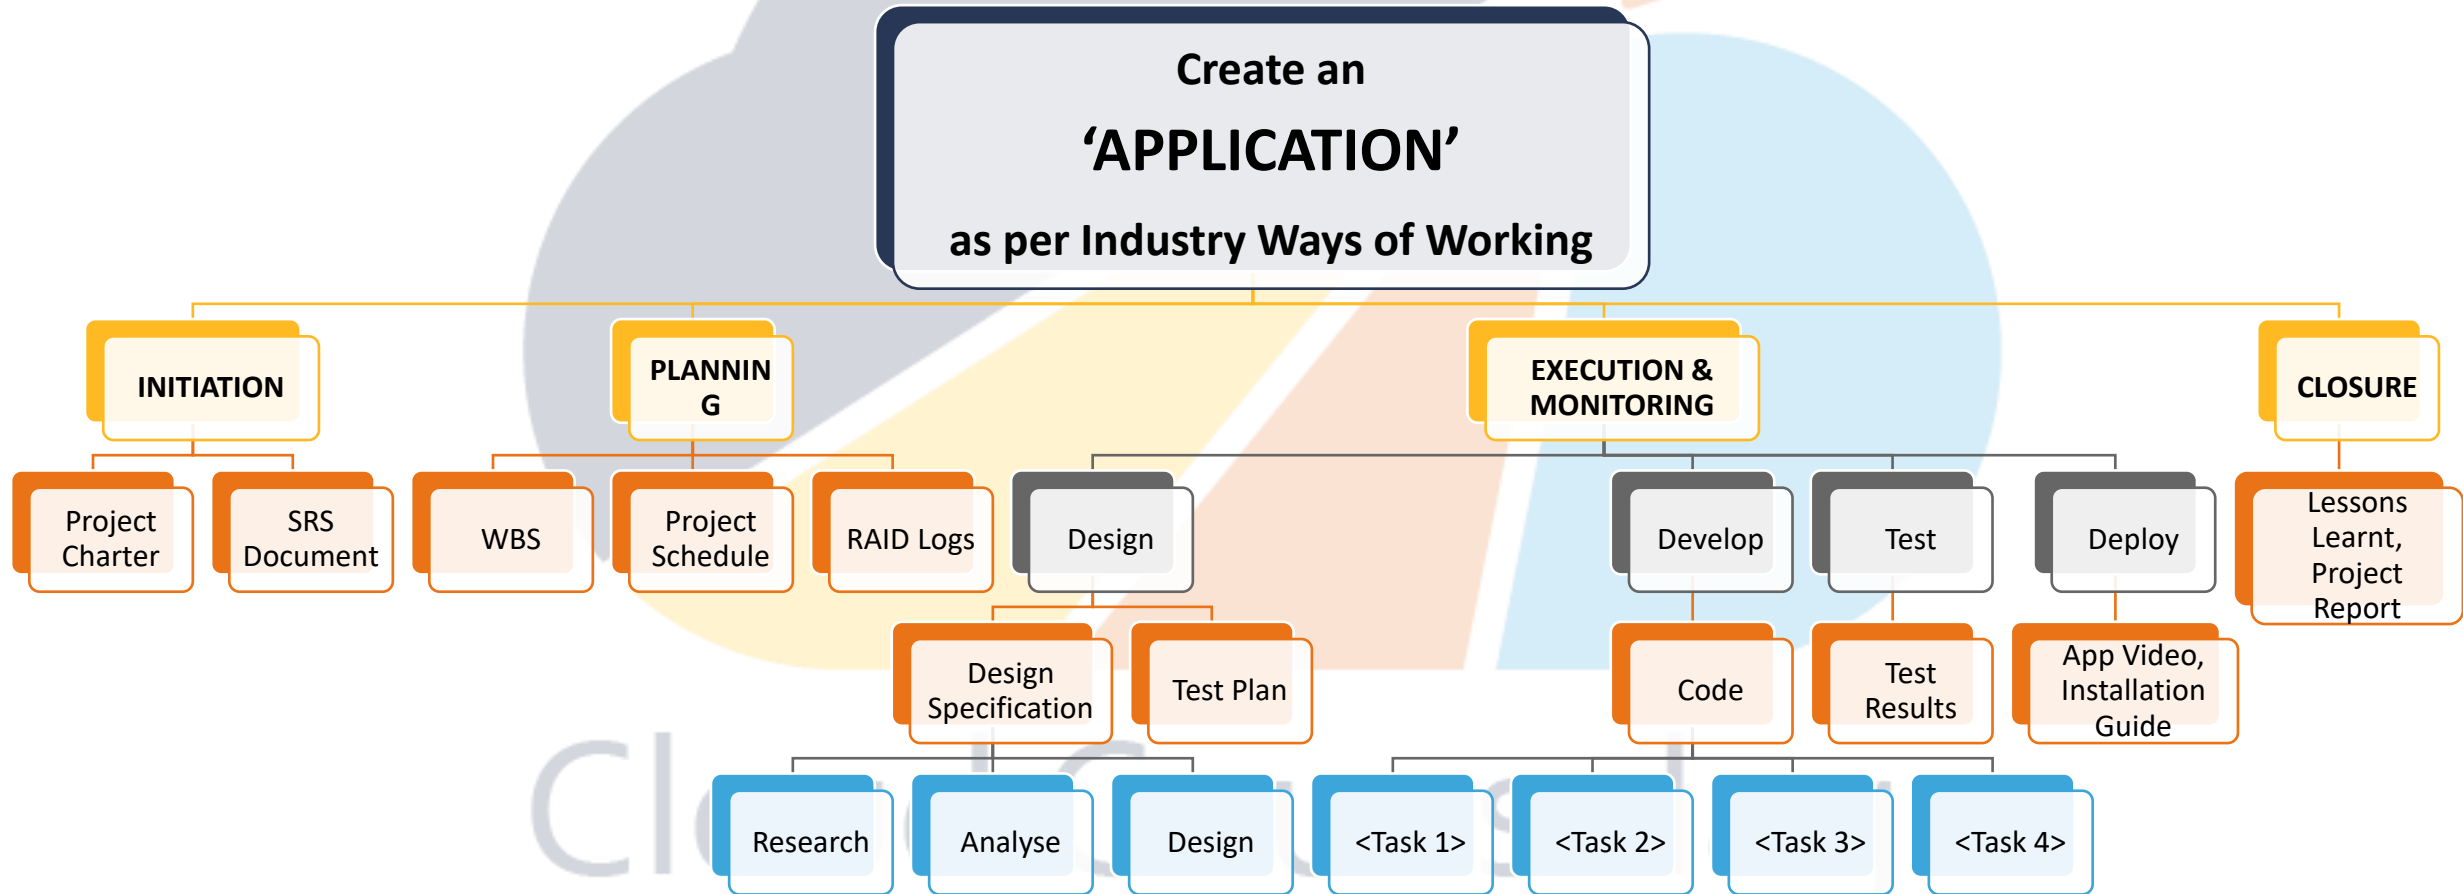 Create an
‘APPLICATION’
as per Industry Ways of Working
INITIATION
PLANNIN
G
EXECUTION &
MONITORING
CLOSURE
Project
Charter
SRS
Document
WBS
Project
Schedule
RAID Logs
Design
Develop
Test
Deploy
Lessons
Learnt,
Project
Report
Design
Specification
Test Plan
Code
Test
Results
App Video,
Installation
Guide
Research
Analyse
Design
<Task 1>
<Task 2>
<Task 3>
<Task 4>